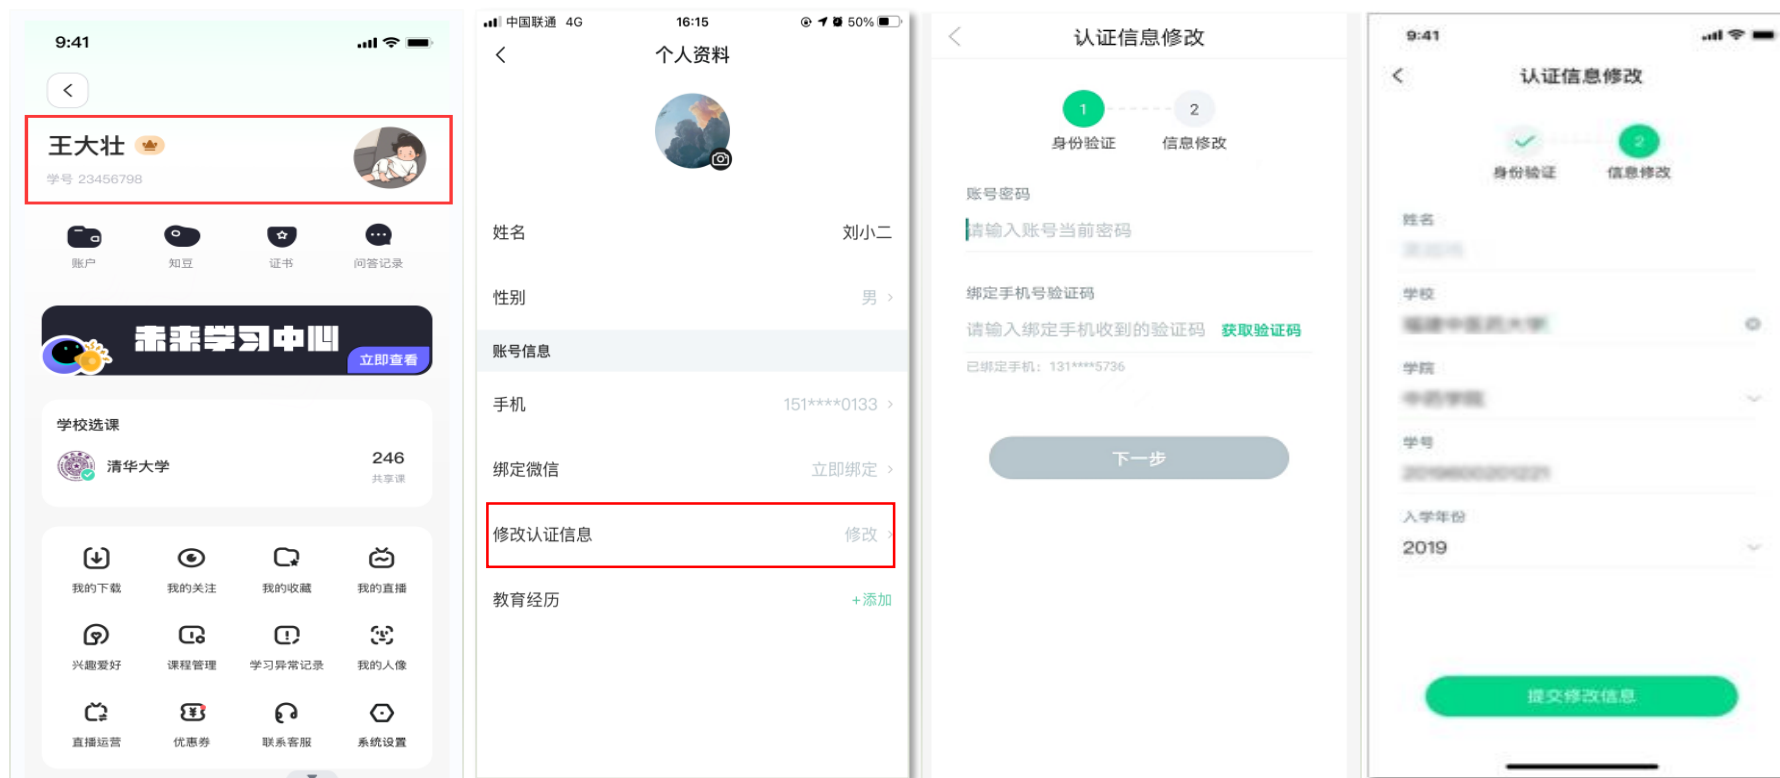 9:41
王大壮
学号 23456798
账户
知豆
证书
问答记录
未来学习中心
立即查看
学校选课
清华大学
246
共享课
我的下载
我的关注
我的收藏
我的直播
兴趣爱好
课程管理
学习异常记录
我的人像
直播运营
优惠券
联系客服
系统设置
中国联通 4G
16:15
50%
个人资料
姓名
刘小二
性别
男
账号信息
手机
151****0133
绑定微信
立即绑定
修改认证信息
修改
教育经历
+添加
认证信息修改
1
2
身份验证
信息修改
账号密码
请输入账号当前密码
绑定手机号验证码
请输入绑定手机收到的验证码 获取验证码
已绑定手机：131****5736
下一步
9:41
认证信息修改
2
身份验证
信息修改
姓名
学校
福建中医药大学
学院
中药学院
学号
入学年份
2019
提交修改信息